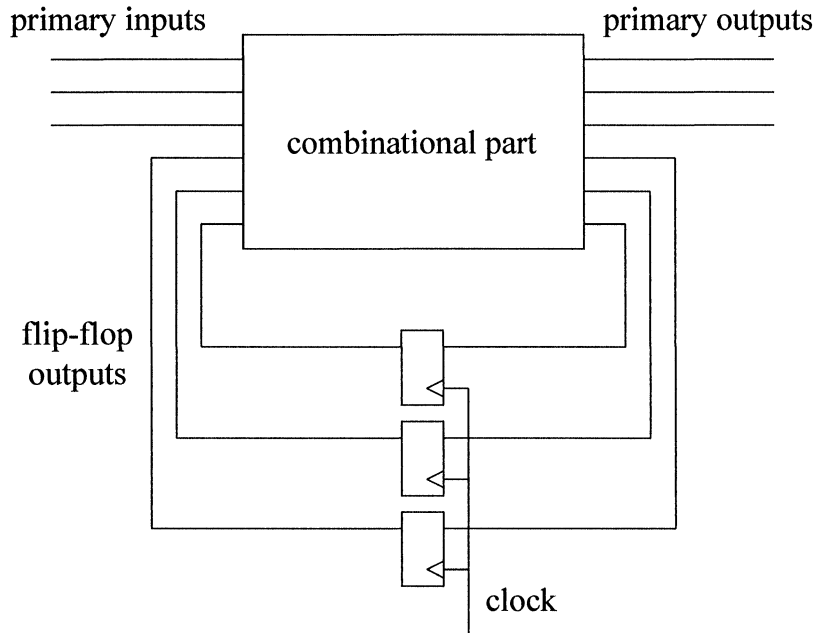 primary inputs
primary outputs
combinational part
flip-flop
outputs
clock